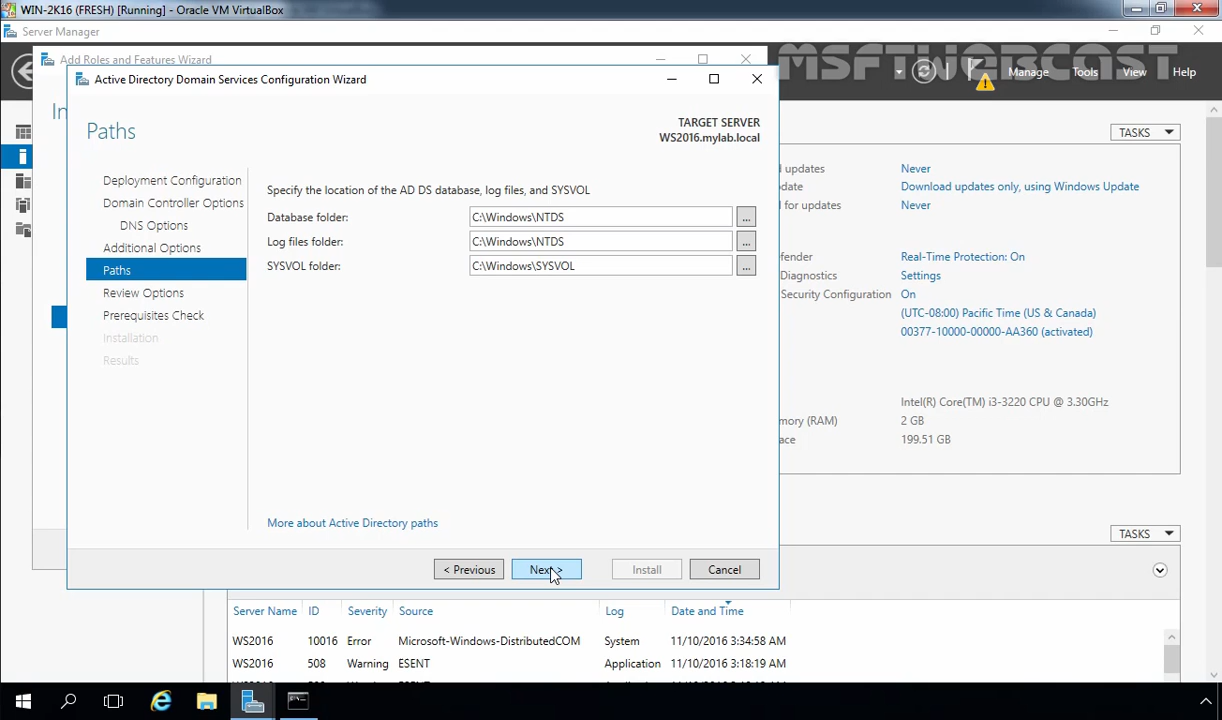 WIN-2K16 (FRESH) [Running] - Oracle VM VirtualBox
Server Manager
MSFTWEBCAST
Add Roles and Features Wizard
Manage Tools View Help
Active Directory Domain Services Configuration Wizard
In
Paths
TARGET SERVER
WS2016.mylab.local
TASKS
Deployment Configuration
Domain Controller Options
DNS Options
Additional Options
Paths
Review Options
Prerequisites Check
Installation
Results
Specify the location of the AD DS database, log files, and SYSVOL
Database folder: C:\Windows\NTDS ...
Log files folder: C:\Windows\NTDS ...
SYSVOL folder: C:\Windows\SYSVOL ...
More about Active Directory paths
< Previous Next > Install Cancel
d updates Never
pdate Download updates only, using Windows Update
d for updates Never
fender Real-Time Protection: On
Diagnostics Settings
Security Configuration On
(UTC-08:00) Pacific Time (US & Canada)
00377-10000-00000-AA360 (activated)
Intel(R) Core(TM) i3-3220 CPU @ 3.30GHz
mory (RAM) 2 GB
ace 199.51 GB
TASKS
Server Name ID Severity Source Log Date and Time
WS2016 10016 Error Microsoft-Windows-DistributedCOM System 11/10/2016 3:34:58 AM
WS2016 508 Warning ESENT Application 11/10/2016 3:18:19 AM